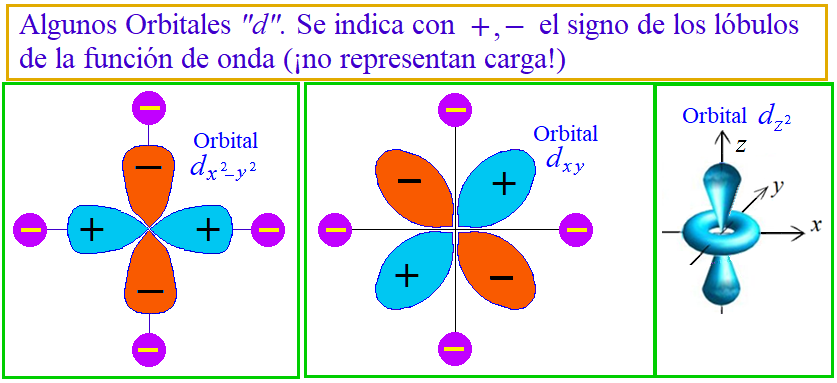 Algunos Orbitales "d". Se indica con +,− el signo de los lóbulos
de la función de onda (¡no representan carga!)
−
Orbital
dx²−y²
−
+
+
−
−
−
−
−
Orbital
dxy
−
+
+
−
−
−
−
Orbital dz²
z
y
x